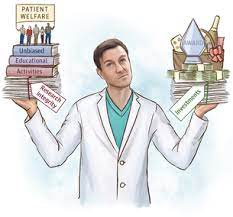 PATIENT
WELFARE
Unbiased
Educational
Activities
Research
Integrity
AWARD
Investments